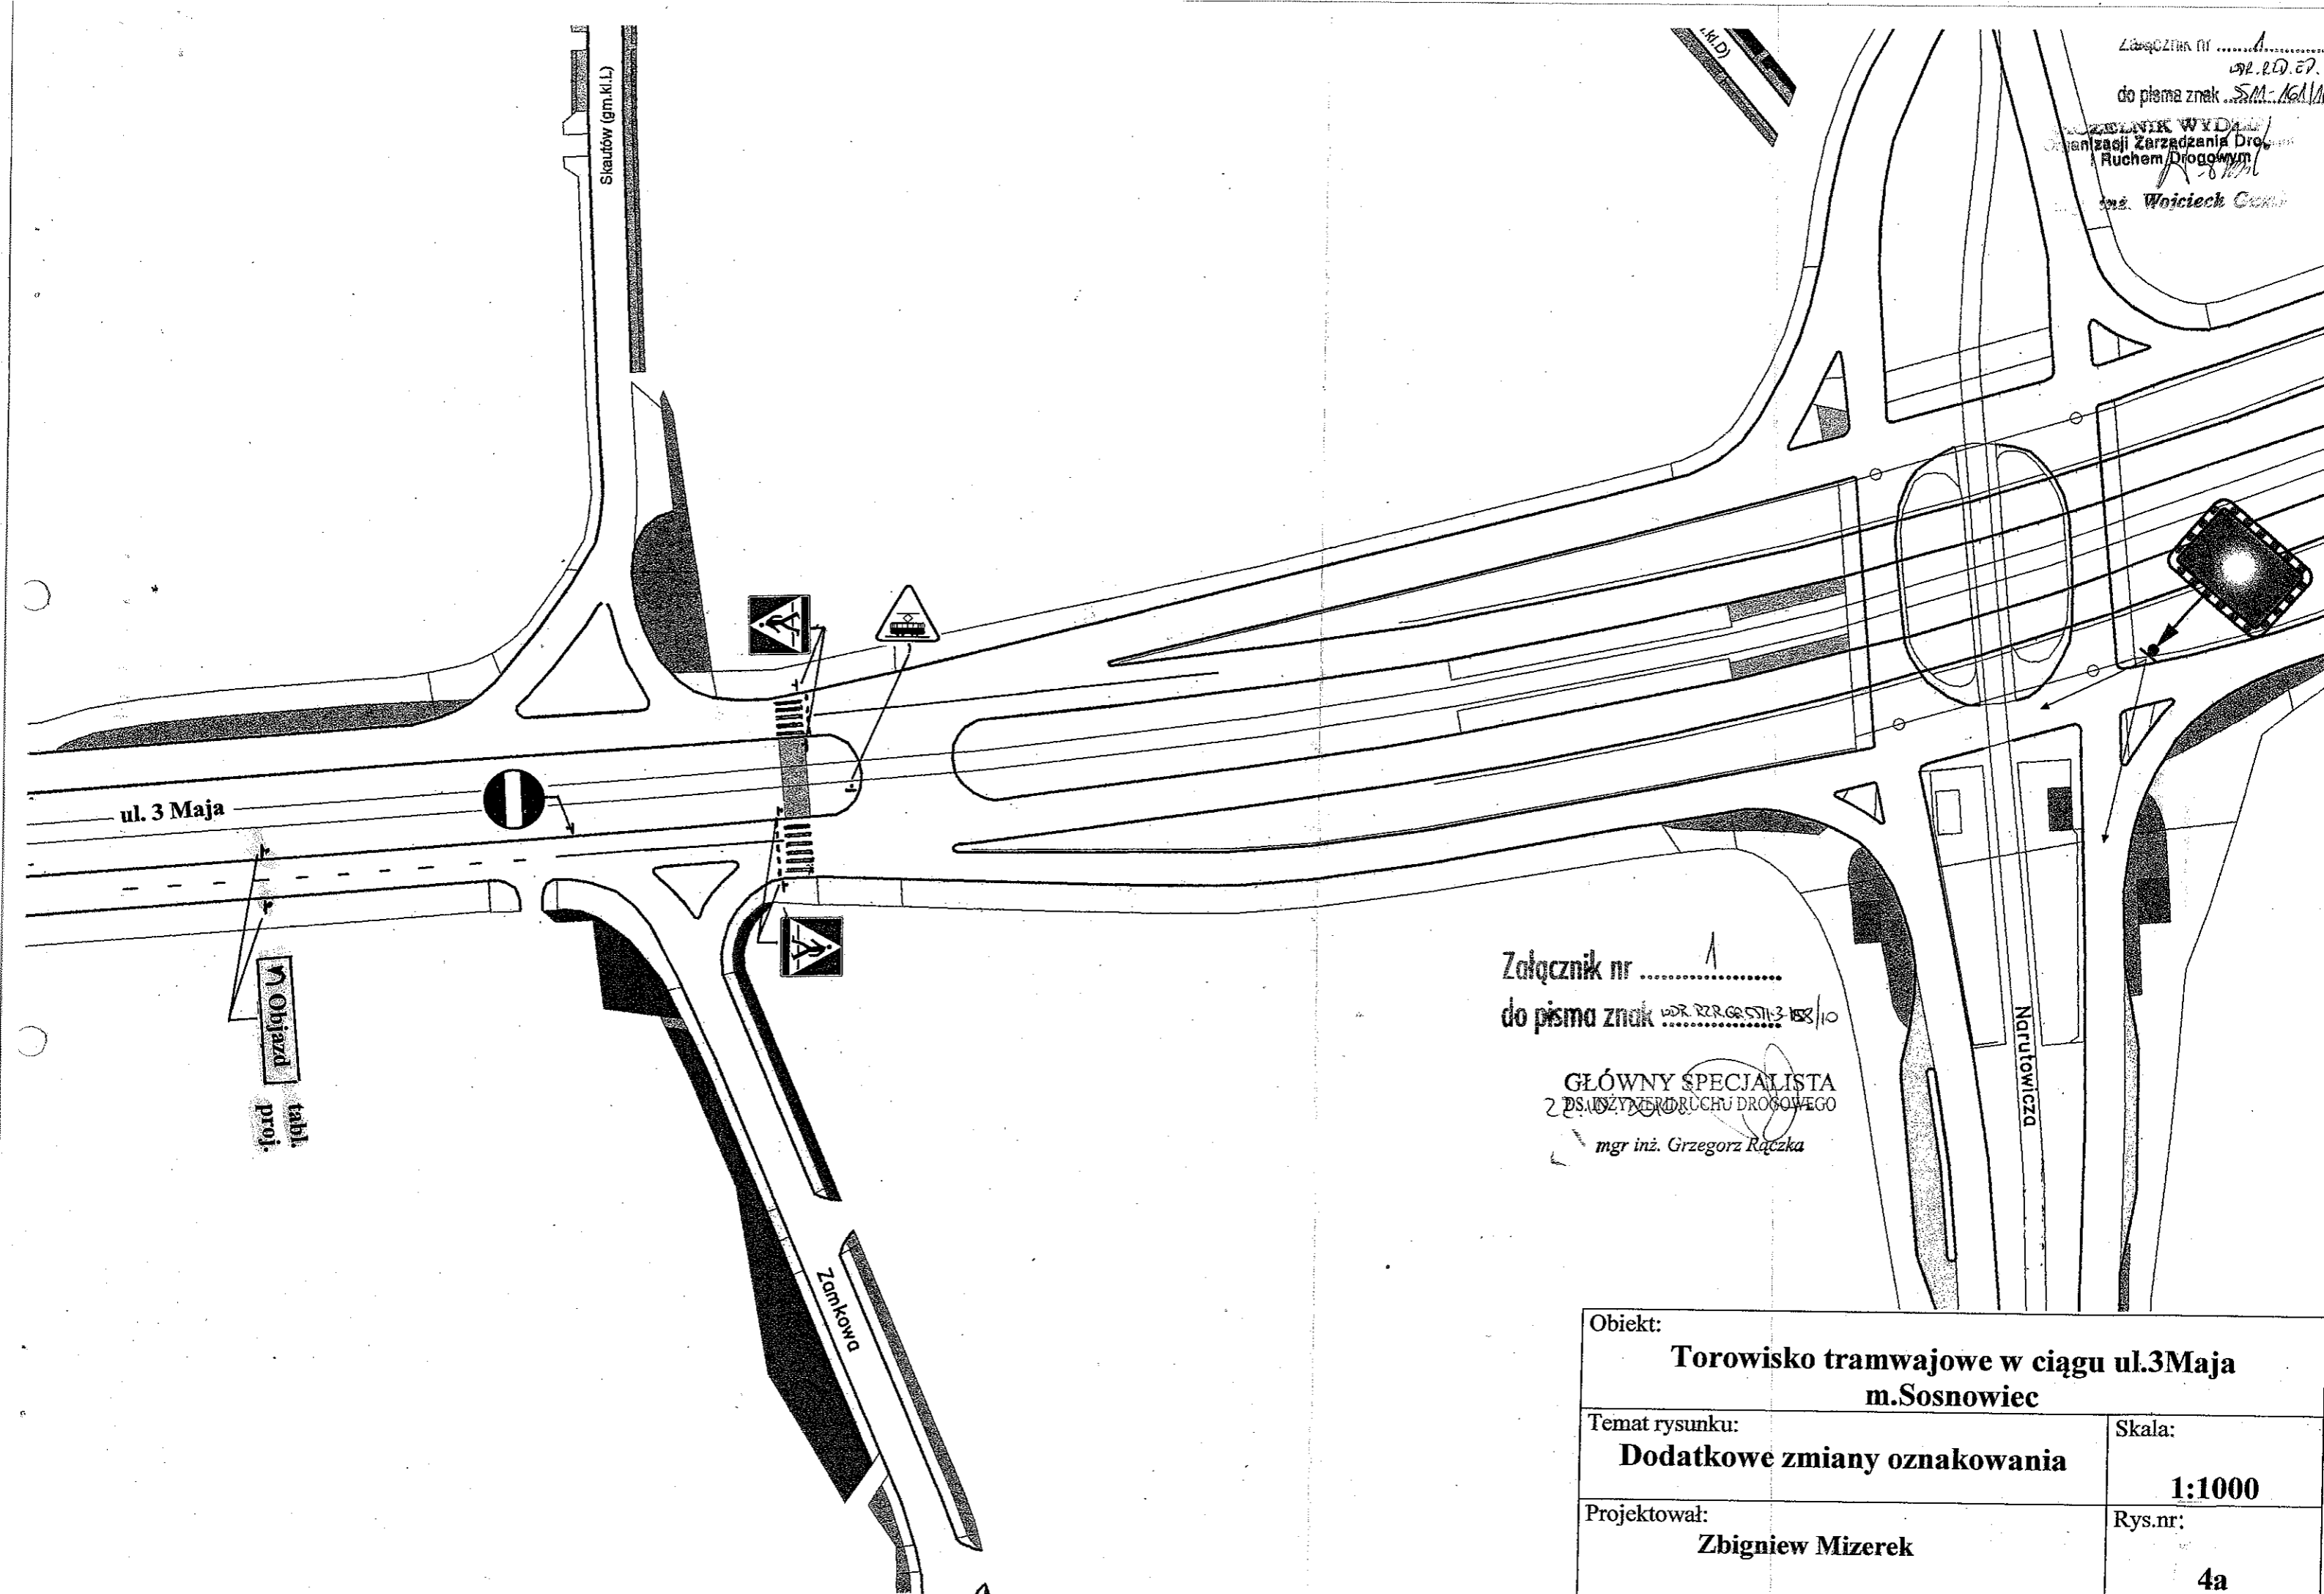 Skautów (gm.kl.L)
.kl.D)
Załącznik nr 1
do pisma znak
Organizacji Zarządzania
Ruchem Drogowym
inż. Wojciech
ul. 3 Maja
Objazd
tabl.
proj.
Zamkowa
Narutowicza
Załącznik nr 1
do pisma znak
GŁÓWNY SPECJALISTA
DS. INŻYNIERII RUCHU DROGOWEGO
mgr inż. Grzegorz Rączka
Obiekt:
Torowisko tramwajowe w ciągu ul.3Maja
m.Sosnowiec
Temat rysunku:
Dodatkowe zmiany oznakowania
Skala:
1:1000
Projektował:
Zbigniew Mizerek
Rys.nr:
4a